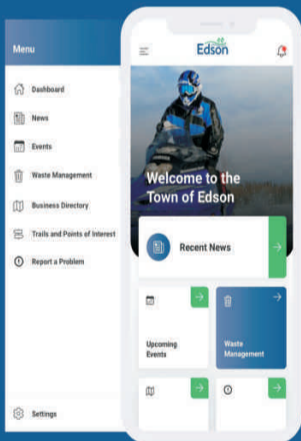 Menu
Dashboard
News
Events
Waste Management
Business Directory
Trails and Points of Interest
Report a Problem
Settings
Edson
Welcome to the
Town of Edson
Recent News
Upcoming
Events
Waste
Management